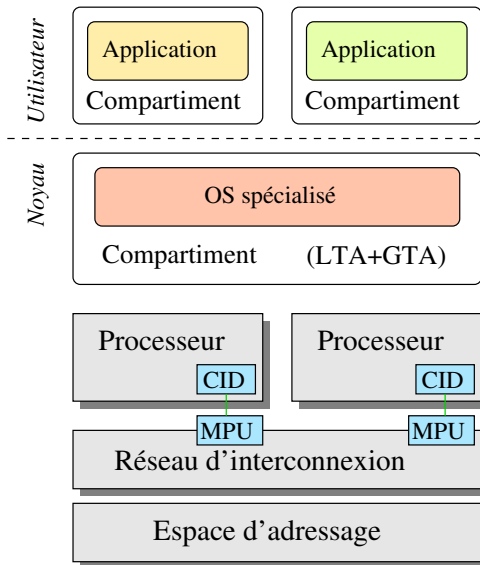 Utilisateur
Application
Application
Compartiment
Compartiment
Noyau
OS spécialisé
Compartiment
(LTA+GTA)
Processeur
Processeur
CID
CID
MPU
MPU
Réseau d'interconnexion
Espace d'adressage